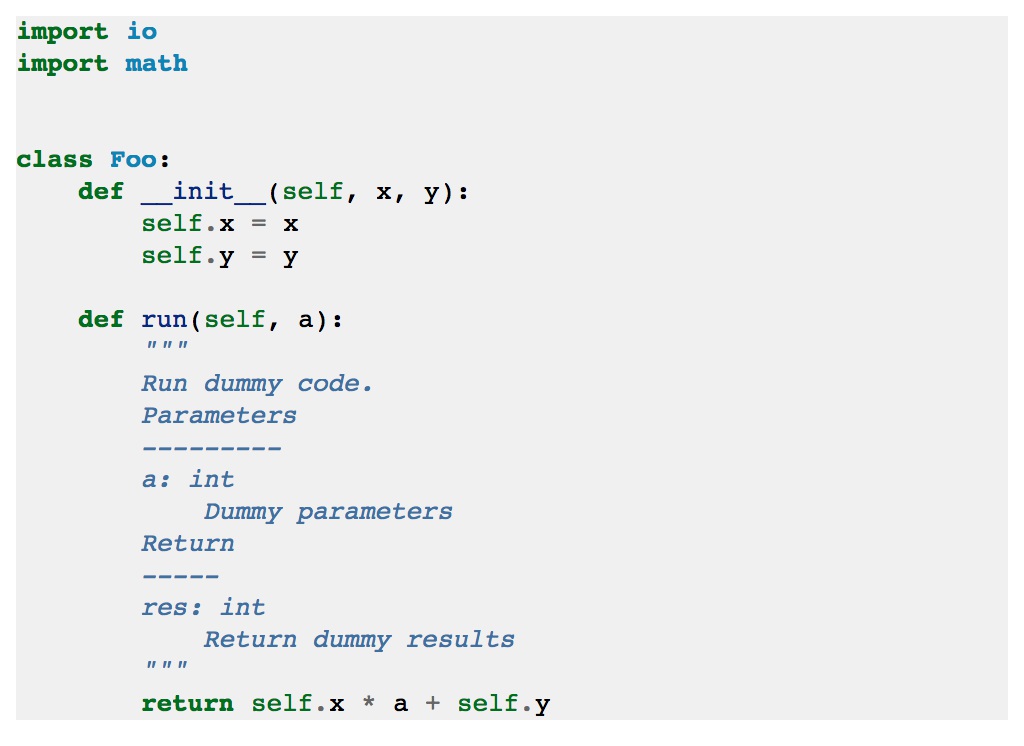 import io
import math
class Foo:
    def __init__(self, x, y):
        self.x = x
        self.y = y
    def run(self, a):
        """
        Run dummy code.
        Parameters
        ---------
        a: int
            Dummy parameters
        Return
        -----
        res: int
            Return dummy results
        """
        return self.x * a + self.y